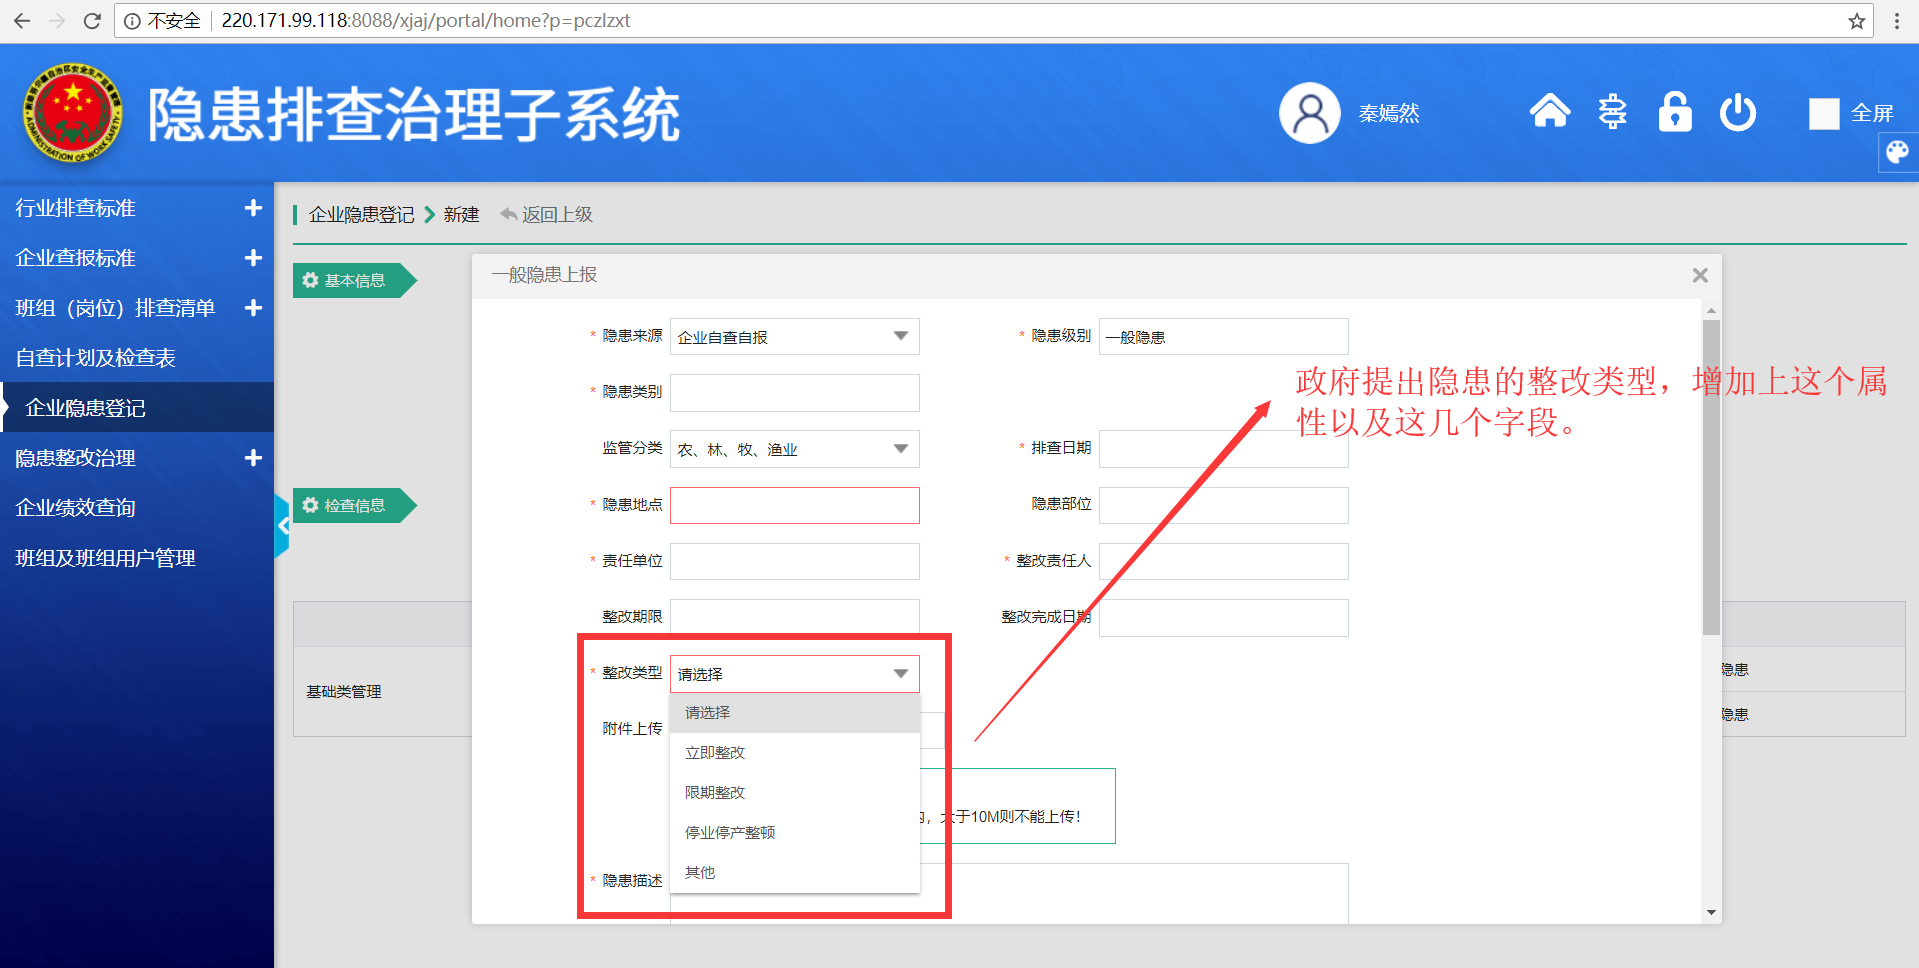 不安全 220.171.99.118:8088/xjaj/portal/home?p=pczlzxt
ADMINISTRATION OF WORK SAFETY
隐患排查治理子系统
秦嫣然
全屏
行业排查标准
企业查报标准
班组（岗位）排查清单
自查计划及检查表
企业隐患登记
隐患整改治理
企业绩效查询
班组及班组用户管理
企业隐患登记 新建 返回上级
基本信息
检查信息
基础类管理
隐患
隐患
一般隐患上报
* 隐患来源 企业自查自报
* 隐患级别 一般隐患
* 隐患类别
监管分类 农、林、牧、渔业
* 排查日期
* 隐患地点
隐患部位
* 责任单位
* 整改责任人
整改期限
整改完成日期
* 整改类型 请选择
请选择
立即整改
限期整改
停业停产整顿
其他
附件上传
，大于10M则不能上传！
* 隐患描述
政府提出隐患的整改类型，增加上这个属
性以及这几个字段。